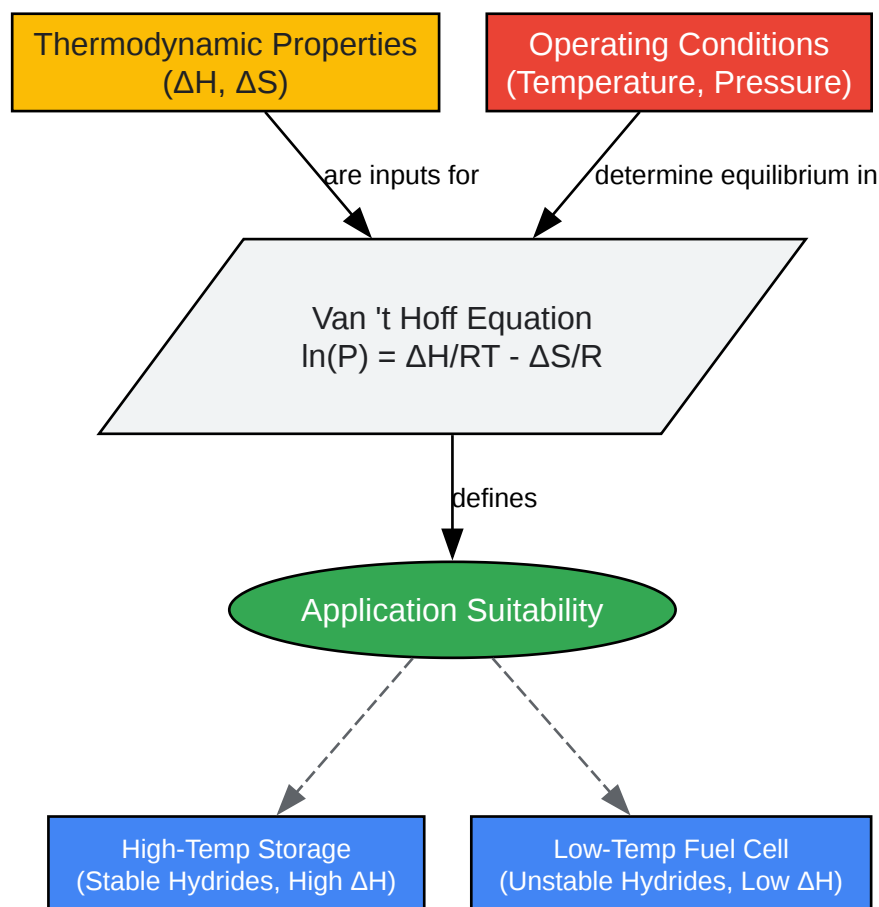 Thermodynamic Properties
(ΔH, ΔS)
Operating Conditions
(Temperature, Pressure)
are inputs for
determine equilibrium in
Van 't Hoff Equation
ln(P) = ΔH/RT - ΔS/R
defines
Application Suitability
High-Temp Storage
(Stable Hydrides, High ΔH)
Low-Temp Fuel Cell
(Unstable Hydrides, Low ΔH)